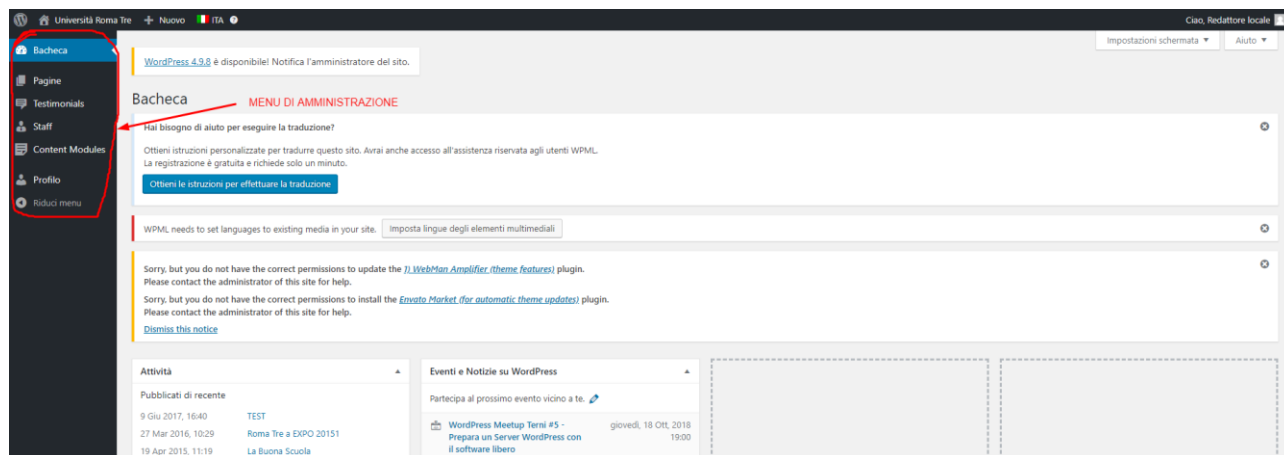 Università Roma Tre + Nuovo ITA
Ciao, Redattore locale
Impostazioni schermata ▼ Aiuto ▼
Bacheca
Pagine
Testimonials
Staff
Content Modules
Profilo
Riduci menu
WordPress 4.9.8 è disponibile! Notifica l'amministratore del sito.
Bacheca
MENU DI AMMINISTRAZIONE
Hai bisogno di aiuto per eseguire la traduzione?
Ottieni istruzioni personalizzate per tradurre questo sito. Avrai anche accesso all'assistenza riservata agli utenti WPML.
La registrazione è gratuita e richiede solo un minuto.
Ottieni le istruzioni per effettuare la traduzione
WPML needs to set languages to existing media in your site. Imposta lingue degli elementi multimediali
Sorry, but you do not have the correct permissions to update the 1) WebMan Amplifier (theme features) plugin.
Please contact the administrator of this site for help.
Sorry, but you do not have the correct permissions to install the Envato Market (for automatic theme updates) plugin.
Please contact the administrator of this site for help.
Dismiss this notice
Attività
Pubblicati di recente
9 Giu 2017, 16:40 TEST
27 Mar 2016, 10:29 Roma Tre a EXPO 20151
19 Apr 2015, 11:19 La Buona Scuola
Eventi e Notizie su WordPress
Partecipa al prossimo evento vicino a te.
WordPress Meetup Terni #5 - giovedì, 18 Ott, 2018
Prepara un Server WordPress con 19:00
il software libero